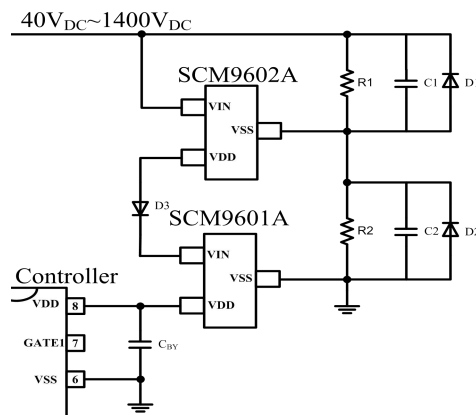 40VDC~1400VDC
SCM9602A
R1
C1
D1
VIN
VSS
VDD
D3
SCM9601A
R2
C2
D2
VIN
VSS
VDD
Controller
VDD 8
GATE1 7
CBY
VSS 6